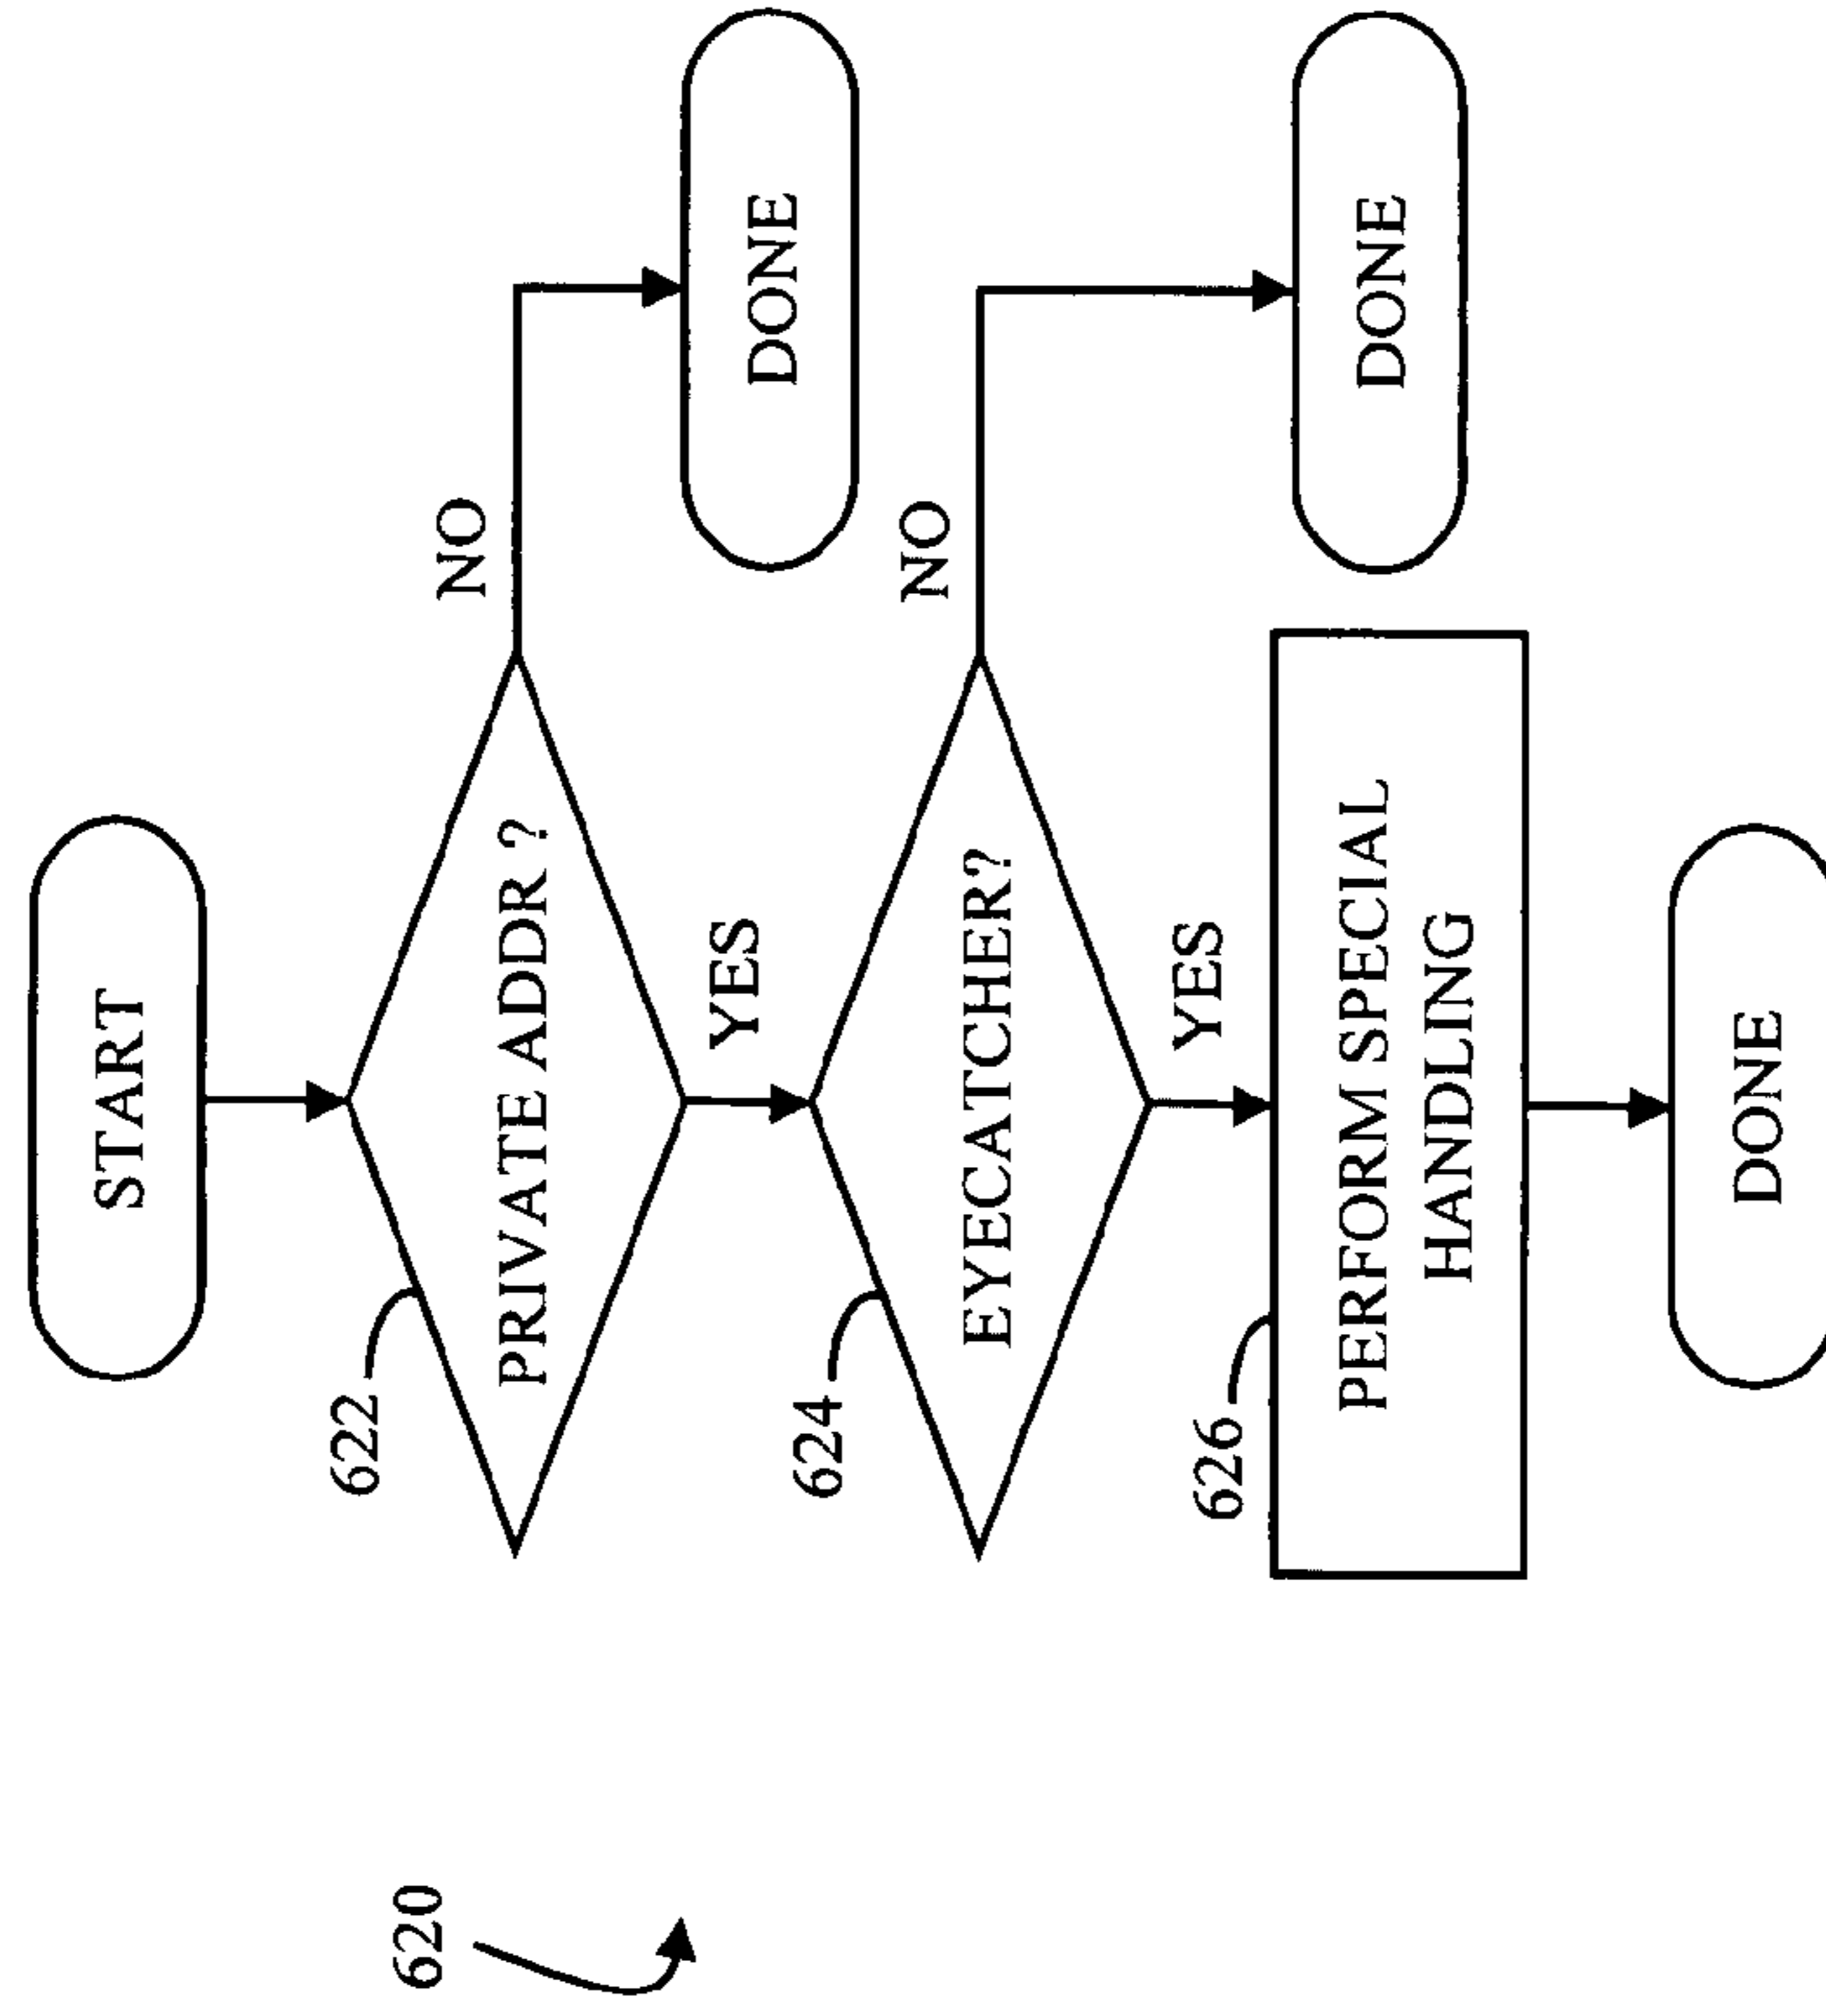 620
START
622
PRIVATE ADDR ?
NO
DONE
YES
624
EYECATCHER?
NO
DONE
YES
626
PERFORM SPECIAL
HANDLING
DONE